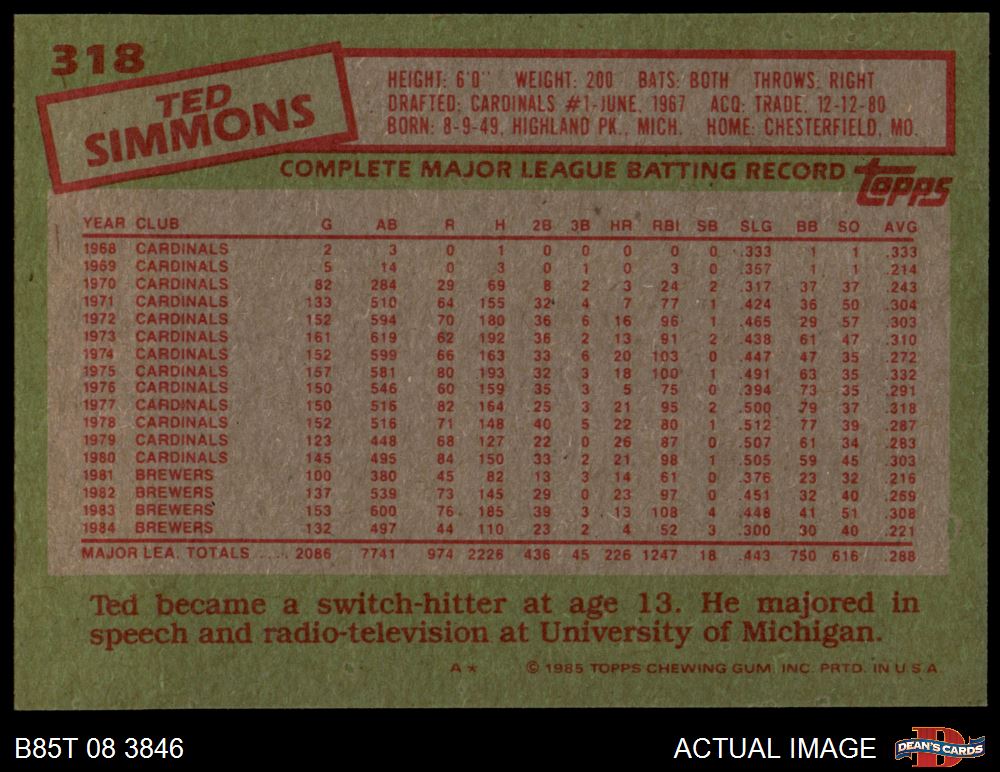 318
TED
SIMMONS
HEIGHT: 6'0" WEIGHT: 200 BATS: BOTH THROWS: RIGHT
DRAFTED: CARDINALS #1-JUNE, 1967 ACQ: TRADE, 12-12-80
BORN: 8-9-49, HIGHLAND PK., MICH. HOME: CHESTERFIELD, MO.
COMPLETE MAJOR LEAGUE BATTING RECORD topps
YEAR CLUB G AB R H 2B 3B HR RBI SB SLG BB SO AVG
1968 CARDINALS 2 3 0 1 0 0 0 0 0 .333 1 1 .333
1969 CARDINALS 5 14 0 3 0 1 0 3 0 .357 1 1 .214
1970 CARDINALS 82 284 29 69 8 2 3 24 2 .317 37 37 .243
1971 CARDINALS 133 510 64 155 32 4 7 77 1 .424 36 50 .304
1972 CARDINALS 152 594 70 180 36 6 16 96 1 .465 29 57 .303
1973 CARDINALS 161 619 62 192 36 2 13 91 2 .438 61 47 .310
1974 CARDINALS 152 599 66 163 33 6 20 103 0 .447 47 35 .272
1975 CARDINALS 157 581 80 193 32 3 18 100 1 .491 63 35 .332
1976 CARDINALS 150 546 60 159 35 3 5 75 0 .394 73 35 .291
1977 CARDINALS 150 516 82 164 25 3 21 95 2 .500 79 37 .318
1978 CARDINALS 152 516 71 148 40 5 22 80 1 .512 77 39 .287
1979 CARDINALS 123 448 68 127 22 0 26 87 0 .507 61 34 .283
1980 CARDINALS 145 495 84 150 33 2 21 98 1 .505 59 45 .303
1981 BREWERS 100 380 45 82 13 3 14 61 0 .376 23 32 .216
1982 BREWERS 137 539 73 145 29 0 23 97 0 .451 32 40 .269
1983 BREWERS 153 600 76 185 39 3 13 108 4 .448 41 51 .308
1984 BREWERS 132 497 44 110 23 2 4 52 3 .300 30 40 .221
MAJOR LEA. TOTALS ..... 2086 7741 974 2226 436 45 226 1247 18 .443 750 616 .288
Ted became a switch-hitter at age 13. He majored in
speech and radio-television at University of Michigan.
A* © 1985 TOPPS CHEWING GUM, INC. PRTD. IN U.S.A.
B85T 08 3846 ACTUAL IMAGE D DEAN'S CARDS